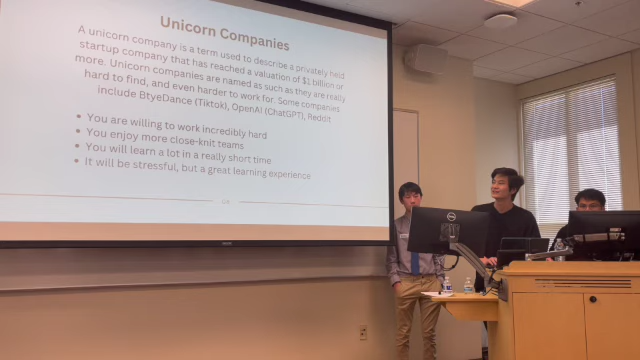 Unicorn Companies
A unicorn company is a term used to describe a privately held
startup company that has reached a valuation of $1 billion or
more. Unicorn companies are named as such as they are really
hard to find, and even harder to work for. Some companies
include BtyeDance (Tiktok), OpenAI (ChatGPT), Reddit
• You are willing to work incredibly hard
• You enjoy more close-knit teams
• You will learn a lot in a really short time
• It will be stressful, but a great learning experience
DELL